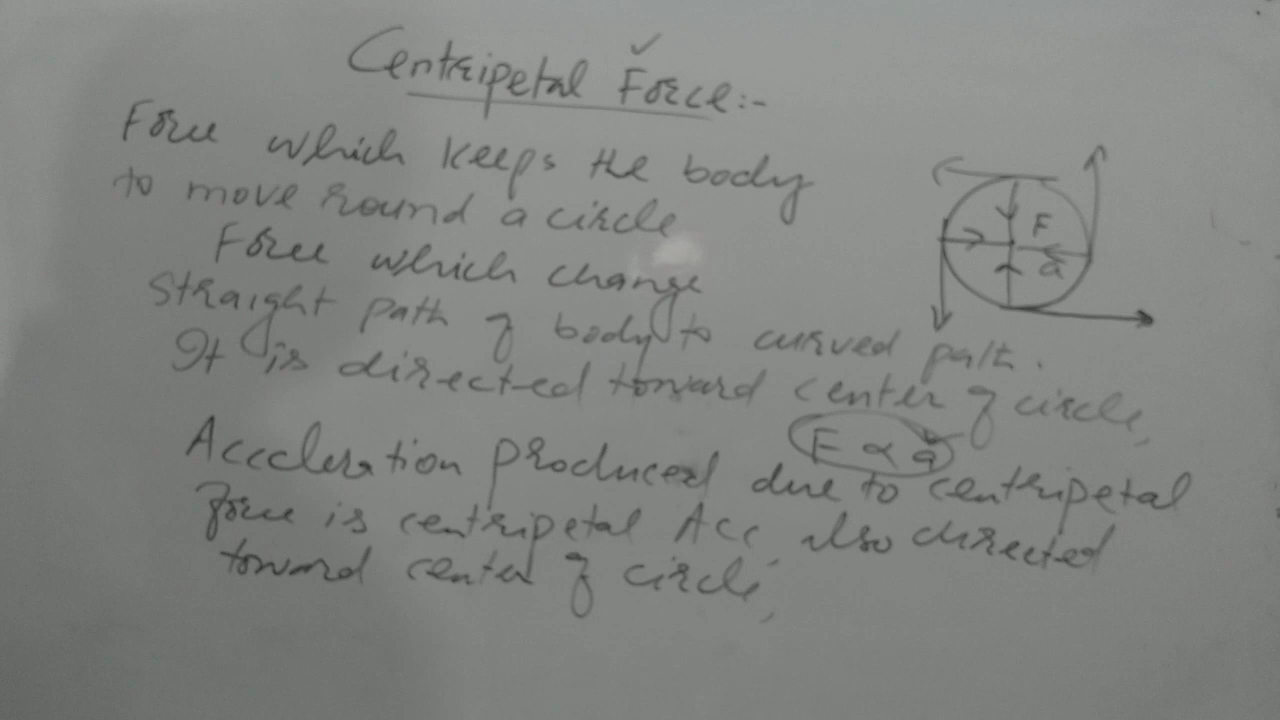 Centripetal Force:-
Force which keeps the body
to move round a circle
Force which change
straight path of body to curved path.
It is directed toward center of circle,
F ∝ a
Acceleration produced due to centripetal
force is centripetal Acc also directed
toward center of circle,
F
a